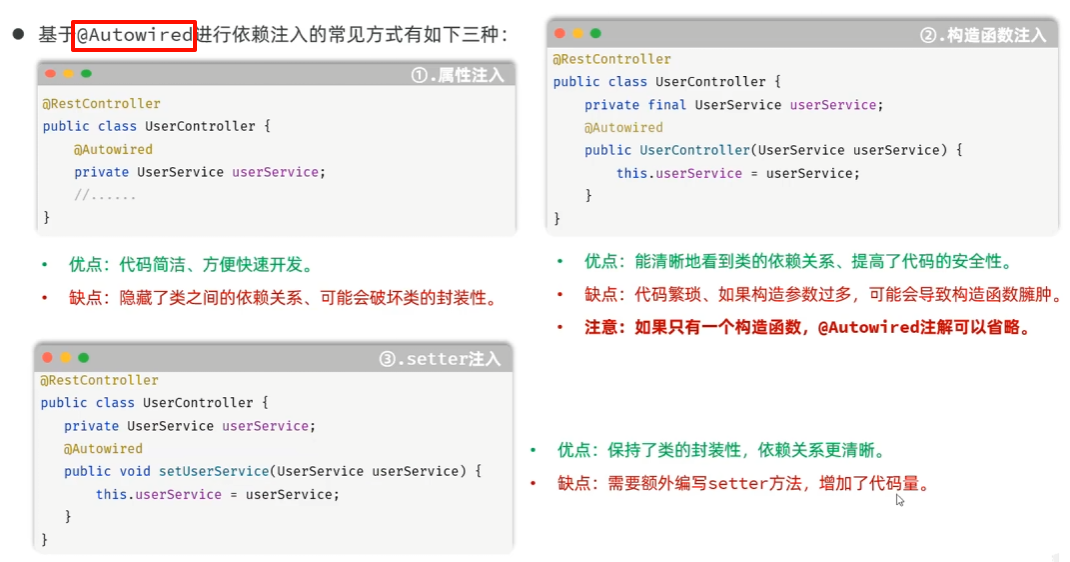 ● 基于@Autowired进行依赖注入的常见方式有如下三种：
①.属性注入
@RestController
public class UserController {
    @Autowired
    private UserService userService;
    //......
}
• 优点：代码简洁、方便快速开发。
• 缺点：隐藏了类之间的依赖关系、可能会破坏类的封装性。
②.构造函数注入
@RestController
public class UserController {
    private final UserService userService;
    @Autowired
    public UserController(UserService userService) {
        this.userService = userService;
    }
}
• 优点：能清晰地看到类的依赖关系、提高了代码的安全性。
• 缺点：代码繁琐、如果构造参数过多，可能会导致构造函数臃肿。
• 注意：如果只有一个构造函数，@Autowired注解可以省略。
③.setter注入
@RestController
public class UserController {
    private UserService userService;
    @Autowired
    public void setUserService(UserService userService) {
        this.userService = userService;
    }
}
• 优点：保持了类的封装性，依赖关系更清晰。
• 缺点：需要额外编写setter方法，增加了代码量。